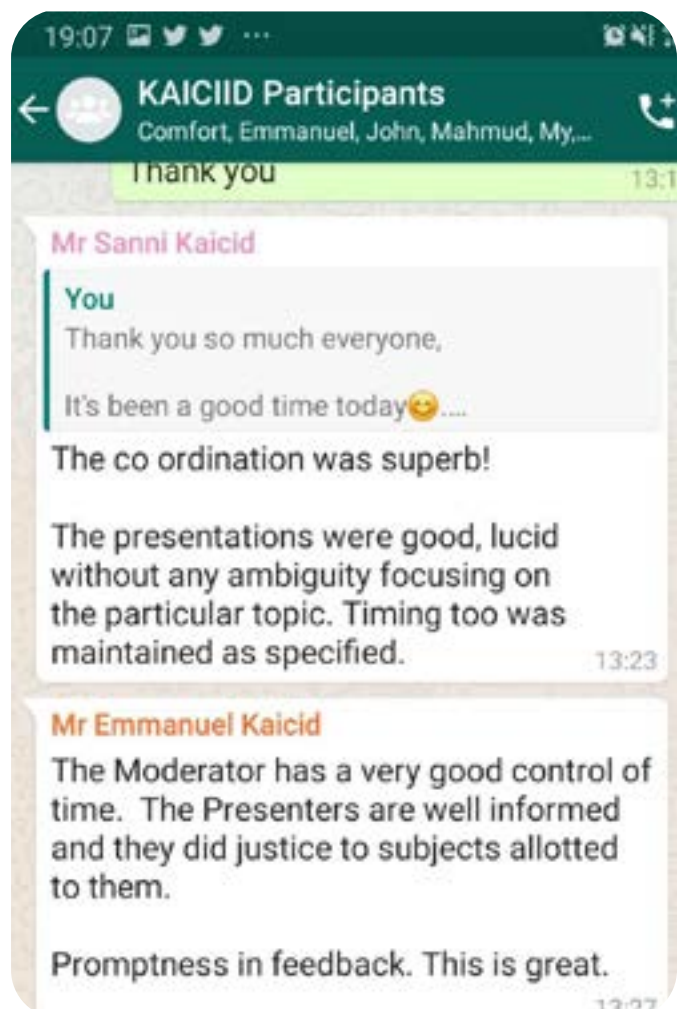 19:07
KAICIID Participants
Comfort, Emmanuel, John, Mahmud, My,...
Thank you
Mr Sanni Kaicid
You
Thank you so much everyone,
It's been a good time today😊....
The co ordination was superb!
The presentations were good, lucid
without any ambiguity focusing on
the particular topic. Timing too was
maintained as specified.
13:23
Mr Emmanuel Kaicid
The Moderator has a very good control of
time.  The Presenters are well informed
and they did justice to subjects allotted
to them.
Promptness in feedback. This is great.
13:27